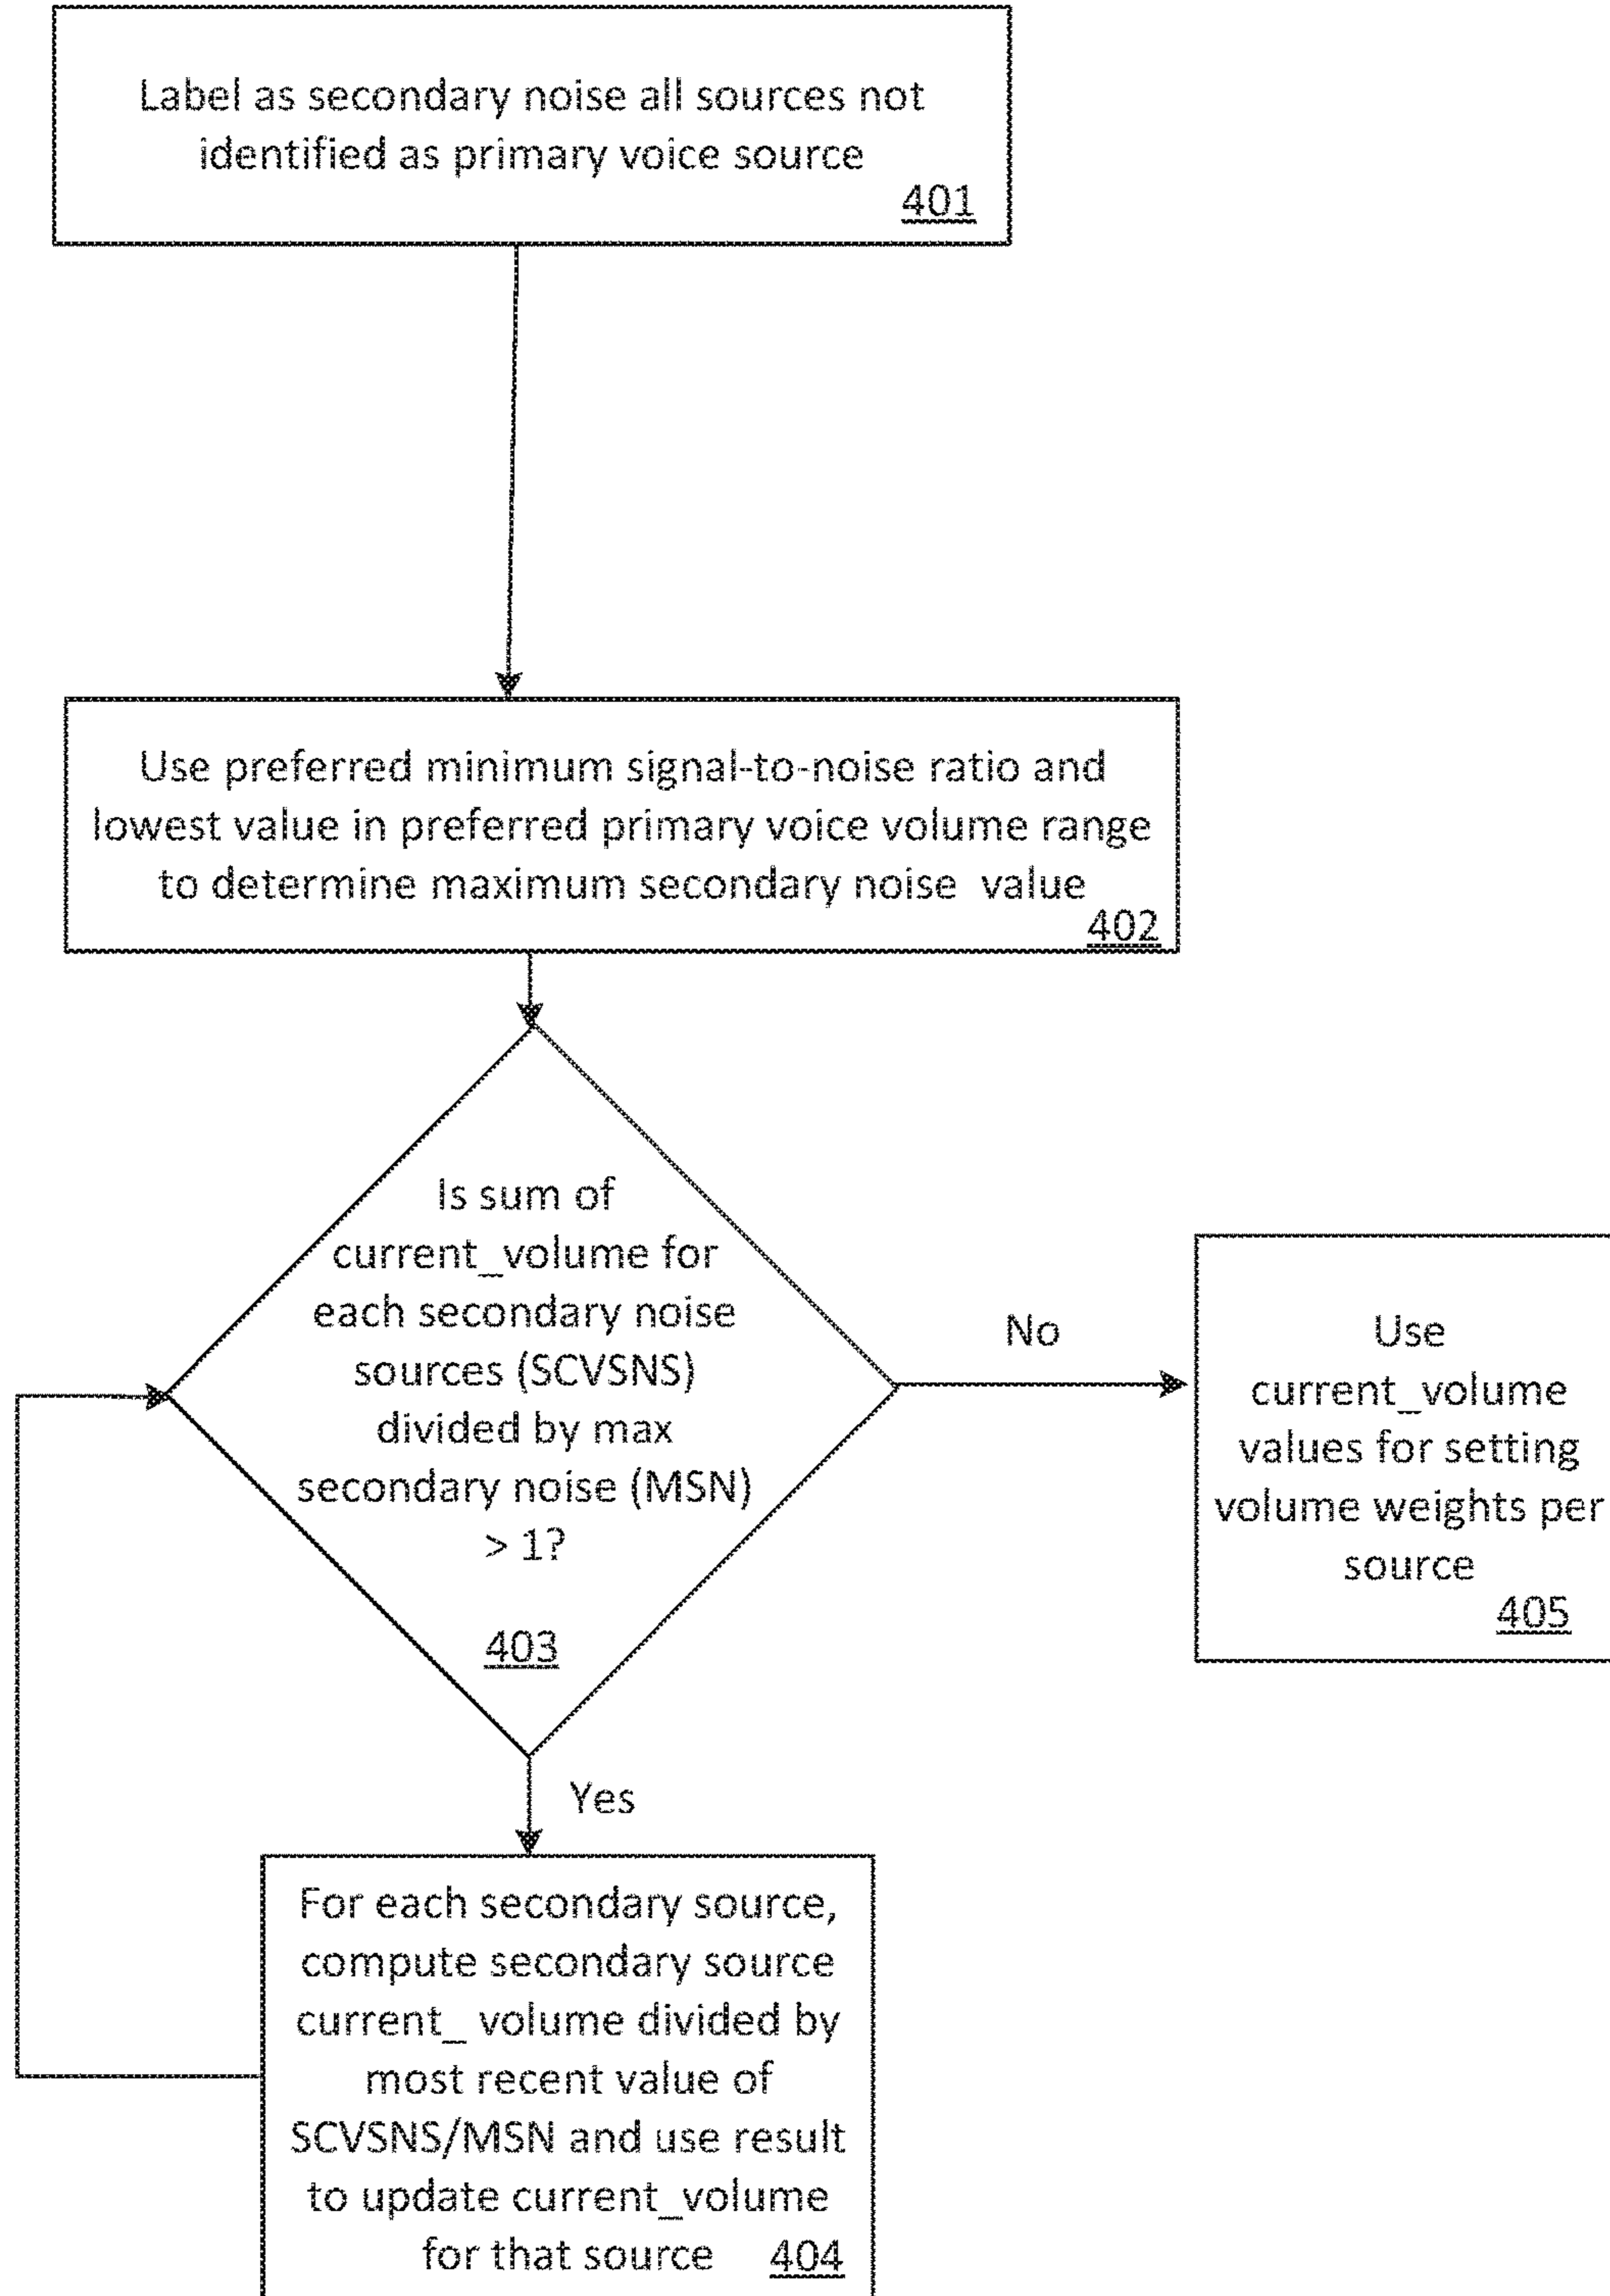 Label as secondary noise all sources not
identified as primary voice source
401
Use preferred minimum signal-to-noise ratio and
lowest value in preferred primary voice volume range
to determine maximum secondary noise value
402
Is sum of
current_volume for
each secondary noise
sources (SCVSNS)
divided by max
secondary noise (MSN)
> 1?
403
No
Use
current_volume
values for setting
volume weights per
source
405
Yes
For each secondary source,
compute secondary source
current_ volume divided by
most recent value of
SCVSNS/MSN and use result
to update current_volume
for that source 404